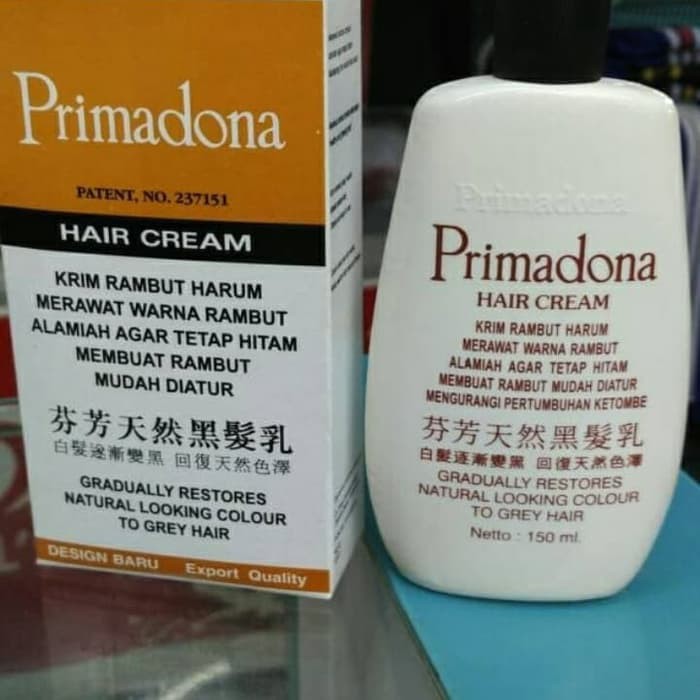 Primadona
PATENT, NO. 237151
HAIR CREAM
KRIM RAMBUT HARUM
MERAWAT WARNA RAMBUT
ALAMIAH AGAR TETAP HITAM
MEMBUAT RAMBUT
MUDAH DIATUR
芬芳天然黑髮乳
白髮逐漸變黑 回復天然色澤
GRADUALLY RESTORES
NATURAL LOOKING COLOUR
TO GREY HAIR
DESIGN BARU Export Quality
Primadona
Primadona
HAIR CREAM
KRIM RAMBUT HARUM
MERAWAT WARNA RAMBUT
ALAMIAH AGAR TETAP HITAM
MEMBUAT RAMBUT MUDAH DIATUR
MENGURANGI PERTUMBUHAN KETOMBE
芬芳天然黑髮乳
白髮逐漸變黑 回復天然色澤
GRADUALLY RESTORES
NATURAL LOOKING COLOUR
TO GREY HAIR
Netto : 150 ml.